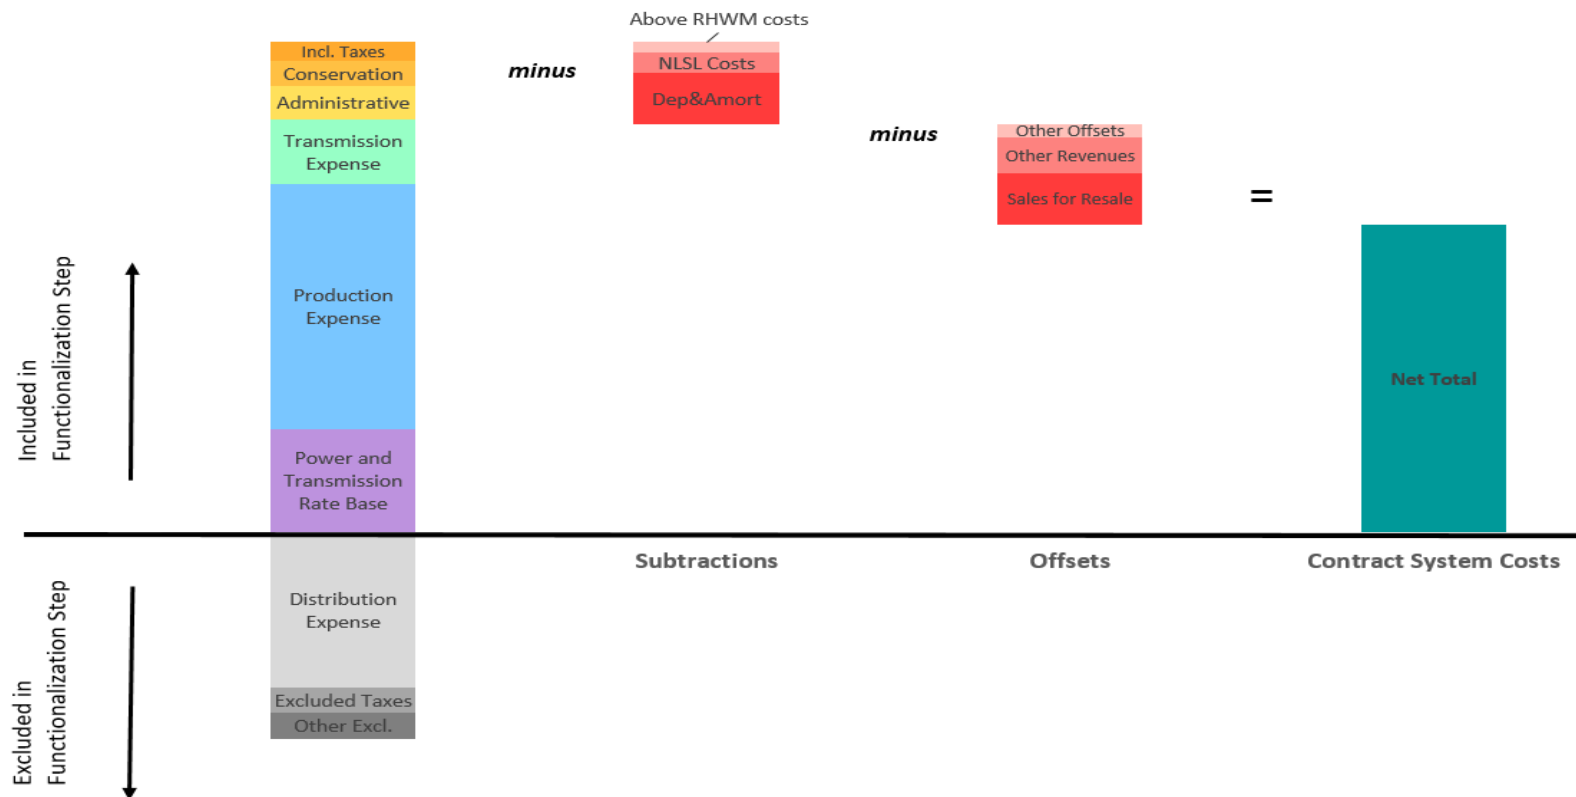 Above RHWM costs
Incl. Taxes
Conservation
Administrative
Transmission
Expense
Production
Expense
Power and
Transmission
Rate Base
minus
NLSL Costs
Dep&Amort
minus
Other Offsets
Other Revenues
Sales for Resale
=
Net Total
Included in
Functionalization Step
Subtractions
Offsets
Contract System Costs
Distribution
Expense
Excluded Taxes
Other Excl.
Excluded in
Functionalization Step